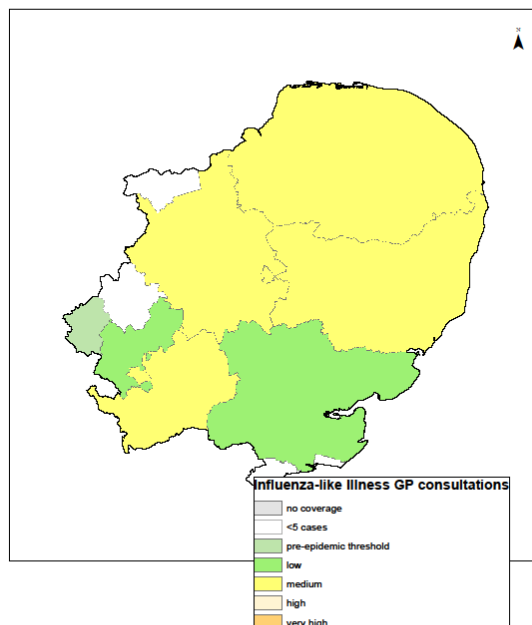 N
Influenza-like Illness GP consultations
no coverage
<5 cases
pre-epidemic threshold
low
medium
high
very high